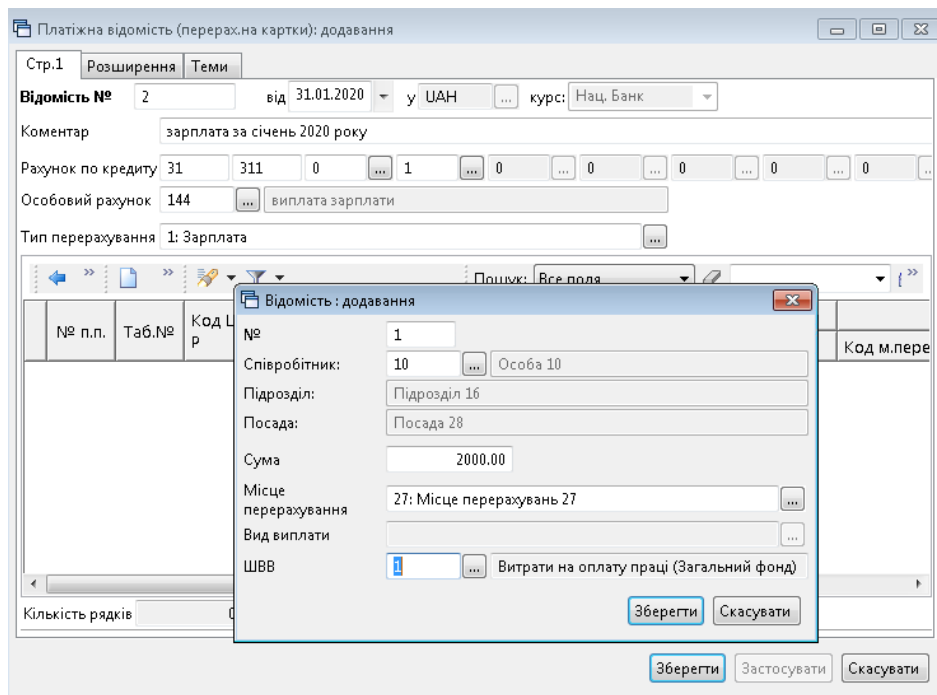 Платіжна відомість (перерах.на картки): додавання
Стр.1 Розширення Теми
Відомість № 2 від 31.01.2020 у UAH ... курс: Нац. Банк
Коментар зарплата за січень 2020 року
Рахунок по кредиту 31 311 0 ... 1 ... 0 ... 0 ... 0 ... 0 ... 0
Особовий рахунок 144 ... виплата зарплати
Тип перерахування 1: Зарплата ...
Пошук: Все поля
№ п.п. Таб.№ Код Ц
Р
Код м.пере
Відомість : додавання
№ 1
Співробітник: 10 ... Особа 10
Підрозділ: Підрозділ 16
Посада: Посада 28
Сума 2000.00
Місце
перерахування 27: Місце перерахувань 27 ...
Вид виплати ...
ШВВ 1 ... Витрати на оплату праці (Загальний фонд)
Зберегти Скасувати
Кількість рядків 0
Зберегти Застосувати Скасувати